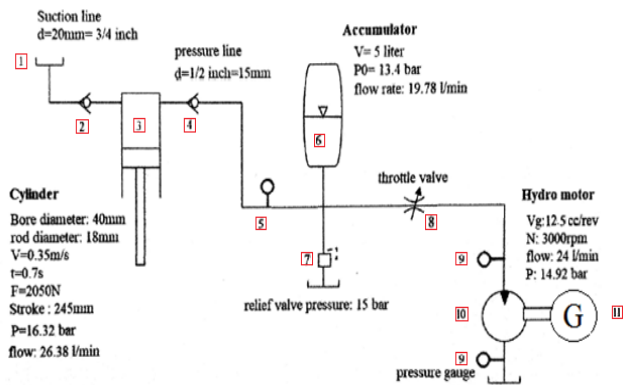 Suction line
d=20mm= 3/4 inch
1
2
3
pressure line
d=1/2 inch=15mm
4
Accumulator
V= 5 liter
P0= 13.4 bar
flow rate: 19.78 l/min
6
5
throttle valve
8
7
relief valve pressure: 15 bar
Cylinder
Bore diameter: 40mm
rod diameter: 18mm
V=0.35m/s
t=0.7s
F=2050N
Stroke : 245mm
P=16.32 bar
flow: 26.38 l/min
Hydro motor
Vg:12.5 cc/rev
N: 3000rpm
flow: 24 l/min
P: 14.92 bar
9
10
G
11
9
pressure gauge